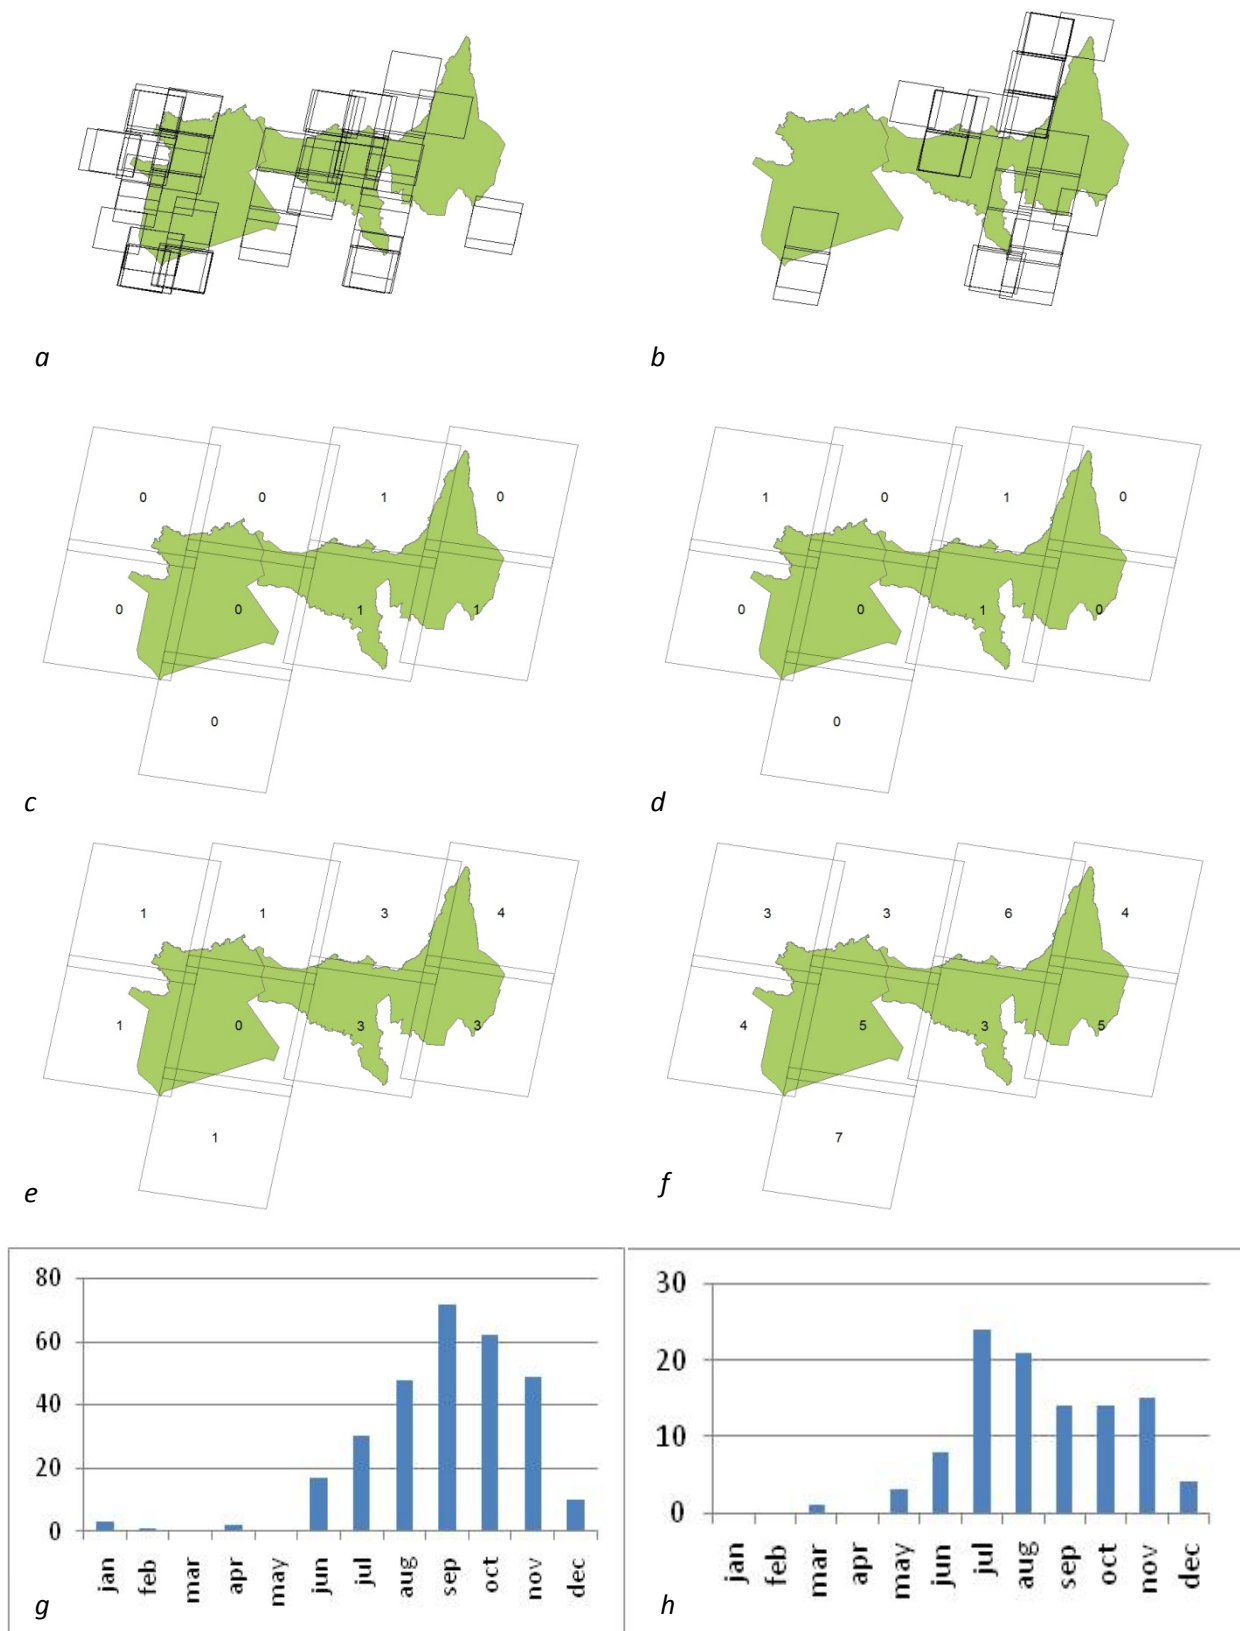 a
b
0 0 1 0
0 0 1 1
0
c
1 0 1 0
0 0 1 0
0
d
1 1 3 4
1 0 3 3
1
e
3 3 6 4
4 5 3 5
7
f
80
60
40
20
0
jan feb mar apr may jun jul aug sep oct nov dec
g
30
20
10
0
jan feb mar apr may jun jul aug sep oct nov dec
h